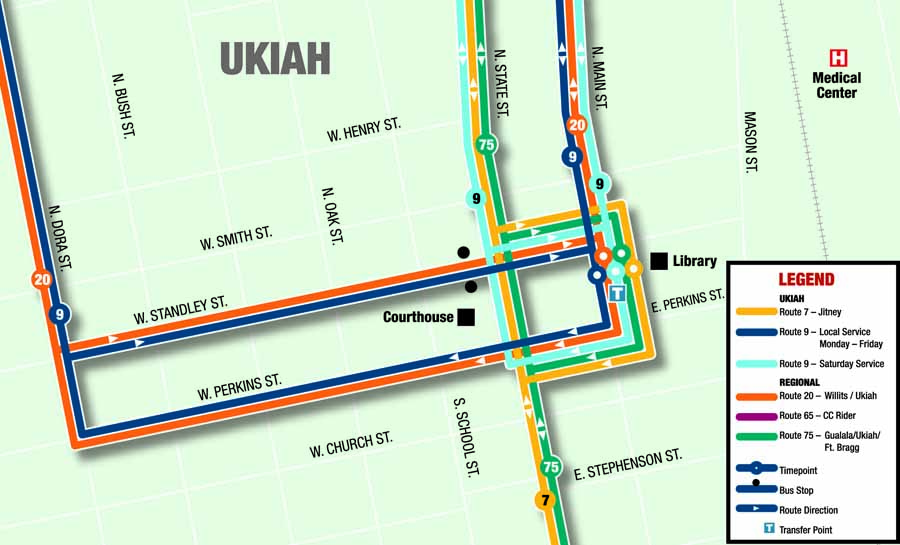 UKIAH
N. BUSH ST.
W. HENRY ST.
N. STATE ST.
N. MAIN ST.
H
Medical
Center
MASON ST.
20
75
9
9
9
N. DORA ST.
W. SMITH ST.
N. OAK ST.
20
9
W. STANDLEY ST.
Library
T
Courthouse
E. PERKINS ST.
W. PERKINS ST.
S. SCHOOL ST.
W. CHURCH ST.
75
E. STEPHENSON ST.
7
LEGEND
UKIAH
Route 7 – Jitney
Route 9 – Local Service
Monday – Friday
Route 9 – Saturday Service
REGIONAL
Route 20 – Willits / Ukiah
Route 65 – CC Rider
Route 75 – Gualala/Ukiah/
Ft. Bragg
Timepoint
Bus Stop
Route Direction
T Transfer Point